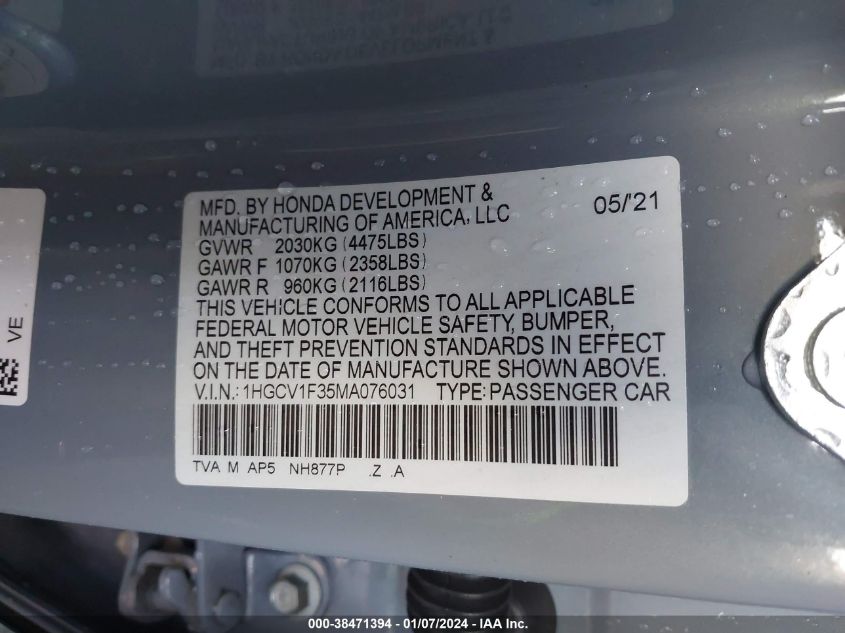 MFD. BY HONDA DEVELOPMENT &
MANUFACTURING OF AMERICA, LLC 05/'21
GVWR 2030KG (4475LBS)
GAWR F 1070KG (2358LBS)
GAWR R 960KG (2116LBS)
THIS VEHICLE CONFORMS TO ALL APPLICABLE
FEDERAL MOTOR VEHICLE SAFETY, BUMPER,
AND THEFT PREVENTION STANDARDS IN EFFECT
ON THE DATE OF MANUFACTURE SHOWN ABOVE.
V.I.N.: 1HGCV1F35MA076031 TYPE: PASSENGER CAR
TVA M AP5 NH877P .Z .A
VE
000-38471394 - 01/07/2024 - IAA Inc.